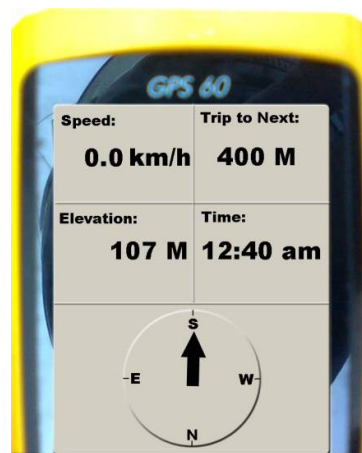 GPS 60
Speed:
0.0 km/h
Trip to Next:
400 M
Elevation:
107 M
Time:
12:40 am
S
E
W
N